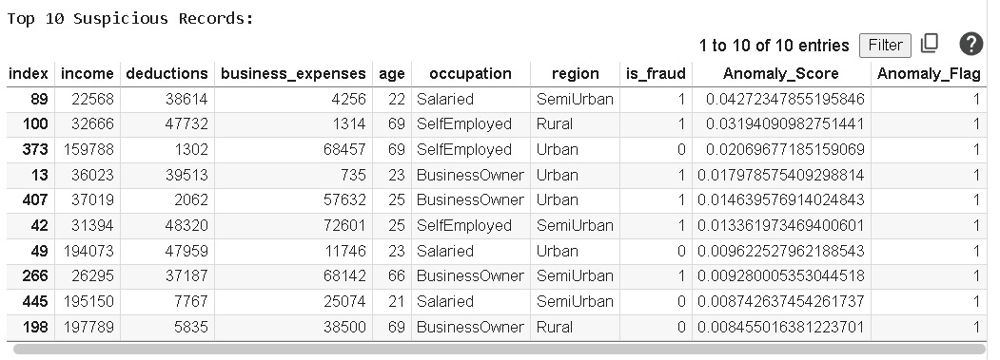 Top 10 Suspicious Records:
1 to 10 of 10 entries Filter ?
index income deductions business_expenses age occupation region is_fraud Anomaly_Score Anomaly_Flag
89 22568 38614 4256 22 Salaried SemiUrban 1 0.04272347855195846 1
100 32666 47732 1314 69 SelfEmployed Rural 1 0.03194090982751441 1
373 159788 1302 68457 69 SelfEmployed Urban 0 0.02069677185159069 1
13 36023 39513 735 23 BusinessOwner Urban 1 0.017978575409298814 1
407 37019 2062 57632 25 BusinessOwner Urban 1 0.014639576914024843 1
42 31394 48320 72601 25 SelfEmployed SemiUrban 1 0.013361973469400601 1
49 194073 47959 11746 23 Salaried Urban 0 0.009622527962188543 1
266 26295 37187 68142 66 BusinessOwner SemiUrban 1 0.009280005353044518 1
445 195150 7767 25074 21 Salaried SemiUrban 0 0.008742637454261737 1
198 197789 5835 38500 69 BusinessOwner Rural 0 0.008455016381223701 1